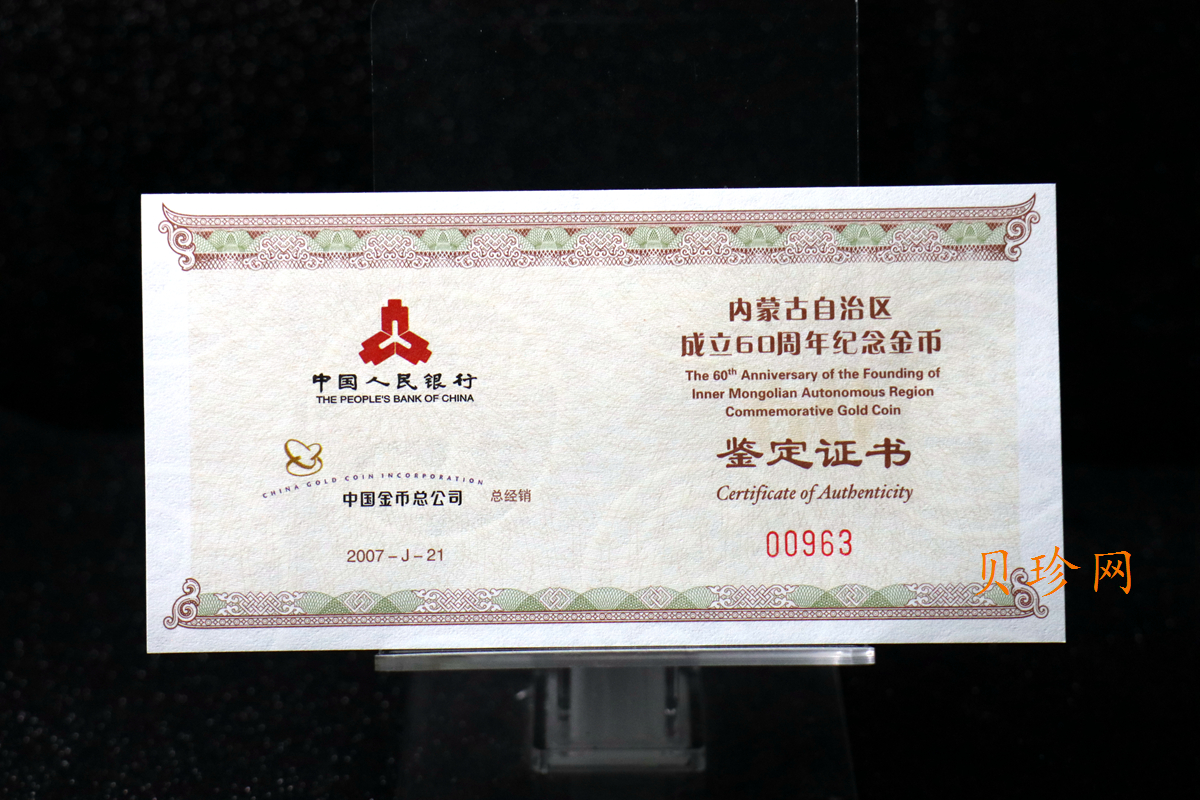 中国人民银行
THE PEOPLE'S BANK OF CHINA
CHINA GOLD COIN INCORPORATION
中国金币总公司 总经销
2007-J-21
内蒙古自治区
成立60周年纪念金币
The 60th Anniversary of the Founding of
Inner Mongolian Autonomous Region
Commemorative Gold Coin
鉴定证书
Certificate of Authenticity
00963
贝珍网